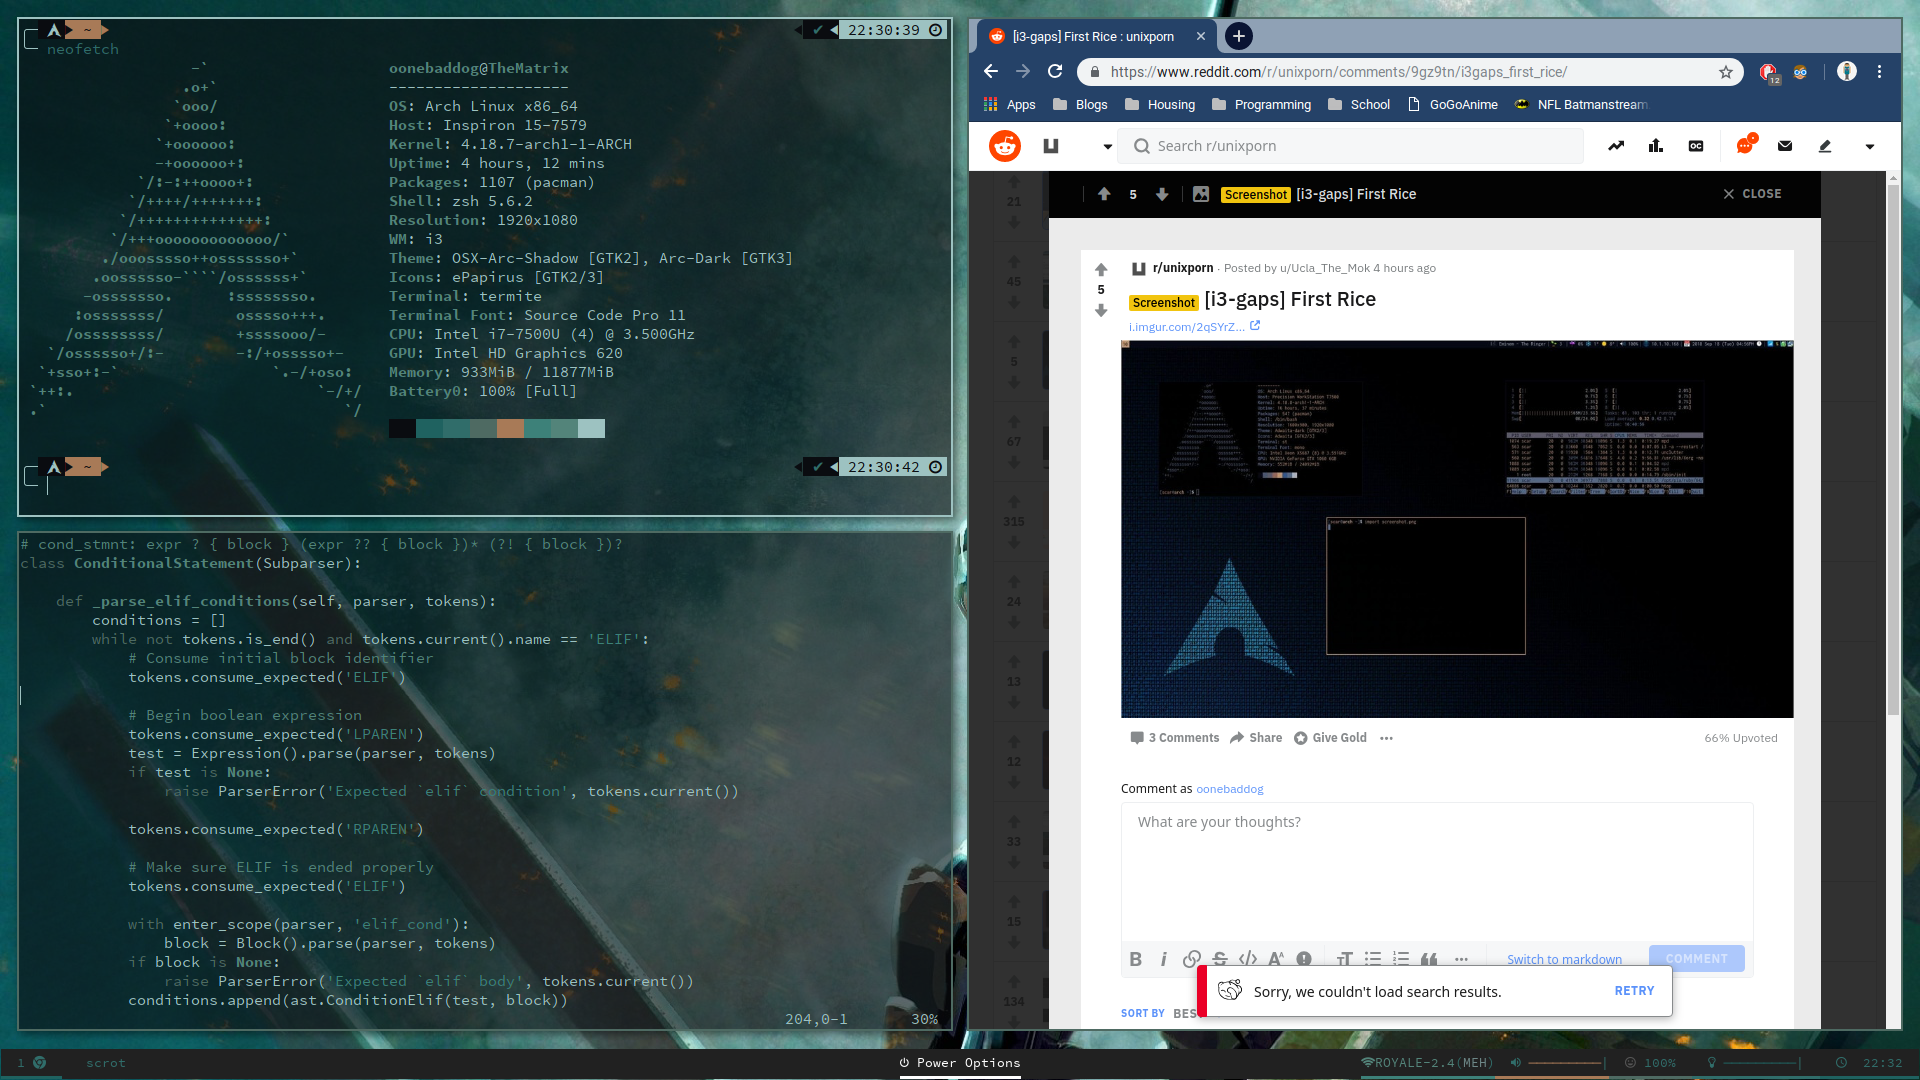 ~
22:30:39
neofetch
oonebaddog@TheMatrix
--------------------
OS: Arch Linux x86_64
Host: Inspiron 15-7579
Kernel: 4.18.7-arch1-1-ARCH
Uptime: 4 hours, 12 mins
Packages: 1107 (pacman)
Shell: zsh 5.6.2
Resolution: 1920x1080
WM: i3
Theme: OSX-Arc-Shadow [GTK2], Arc-Dark [GTK3]
Icons: ePapirus [GTK2/3]
Terminal: termite
Terminal Font: Source Code Pro 11
CPU: Intel i7-7500U (4) @ 3.500GHz
GPU: Intel HD Graphics 620
Memory: 933MiB / 11877MiB
Battery0: 100% [Full]
~
22:30:42
# cond_stmnt: expr ? { block } (expr ?? { block })* (?! { block })?
class ConditionalStatement(Subparser):
def _parse_elif_conditions(self, parser, tokens):
conditions = []
while not tokens.is_end() and tokens.current().name == 'ELIF':
# Consume initial block identifier
tokens.consume_expected('ELIF')
# Begin boolean expression
tokens.consume_expected('LPAREN')
test = Expression().parse(parser, tokens)
if test is None:
raise ParserError('Expected `elif` condition', tokens.current())
tokens.consume_expected('RPAREN')
# Make sure ELIF is ended properly
tokens.consume_expected('ELIF')
with enter_scope(parser, 'elif_cond'):
block = Block().parse(parser, tokens)
if block is None:
raise ParserError('Expected `elif` body', tokens.current())
conditions.append(ast.ConditionElif(test, block))
204,0-1 30%
[i3-gaps] First Rice : unixporn
https://www.reddit.com/r/unixporn/comments/9gz9tn/i3gaps_first_rice/
12
Apps Blogs Housing Programming School GoGoAnime NFL Batmanstream
Search r/unixporn
OC
5 Screenshot [i3-gaps] First Rice CLOSE
21
45
5
67
315
24
13
12
33
15
134
r/unixporn · Posted by u/Ucla_The_Mok 4 hours ago
5
Screenshot [i3-gaps] First Rice
i.imgur.com/2qSYrZ...
3 Comments Share Give Gold 66% Upvoted
Comment as oonebaddog
What are your thoughts?
Switch to markdown COMMENT
Sorry, we couldn't load search results. RETRY
SORT BY BES
1 scrot Power Options ROYALE-2.4(MEH) 100% 22:32